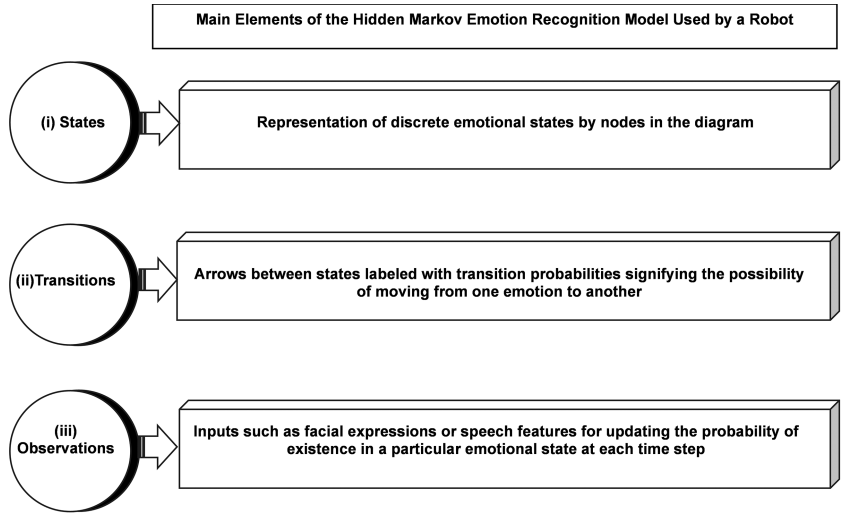 Main Elements of the Hidden Markov Emotion Recognition Model Used by a Robot
(i) States
Representation of discrete emotional states by nodes in the diagram
(ii)Transitions
Arrows between states labeled with transition probabilities signifying the possibility
of moving from one emotion to another
(iii)
Observations
Inputs such as facial expressions or speech features for updating the probability of
existence in a particular emotional state at each time step